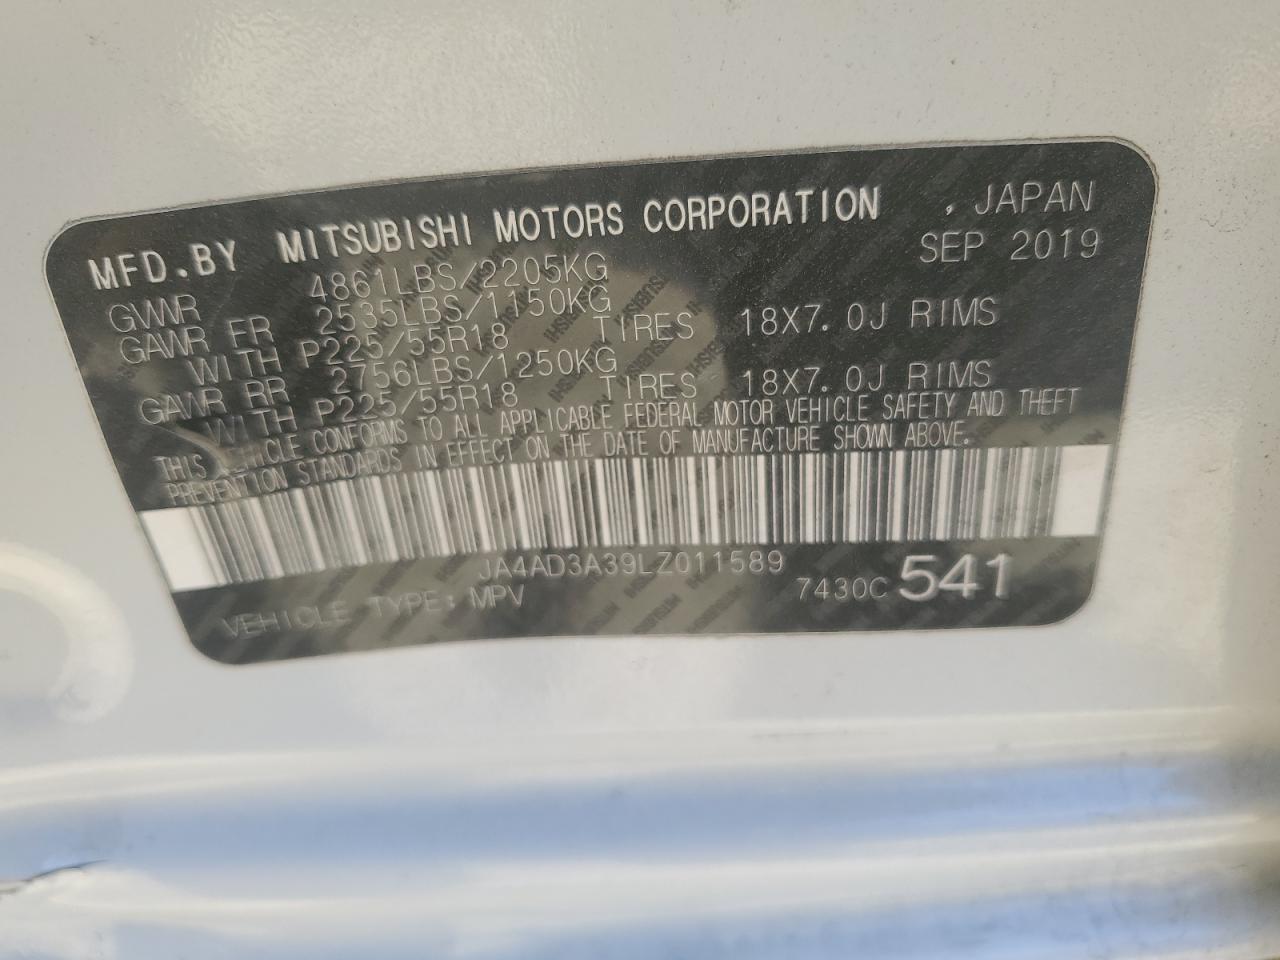 MFD.BY MITSUBISHI MOTORS CORPORATION , JAPAN
GVWR 4861LBS/2205KG SEP 2019
GAWR FR 2535LBS/1150KG
WITH P225/55R18 TIRES 18X7.0J RIMS
GAWR RR 2756LBS/1250KG
WITH P225/55R18 TIRES 18X7.0J RIMS
THIS VEHICLE CONFORMS TO ALL APPLICABLE FEDERAL MOTOR VEHICLE SAFETY AND THEFT
PREVENTION STANDARDS IN EFFECT ON THE DATE OF MANUFACTURE SHOWN ABOVE.
JA4AD3A39LZ011589
VEHICLE TYPE: MPV 7430C 541